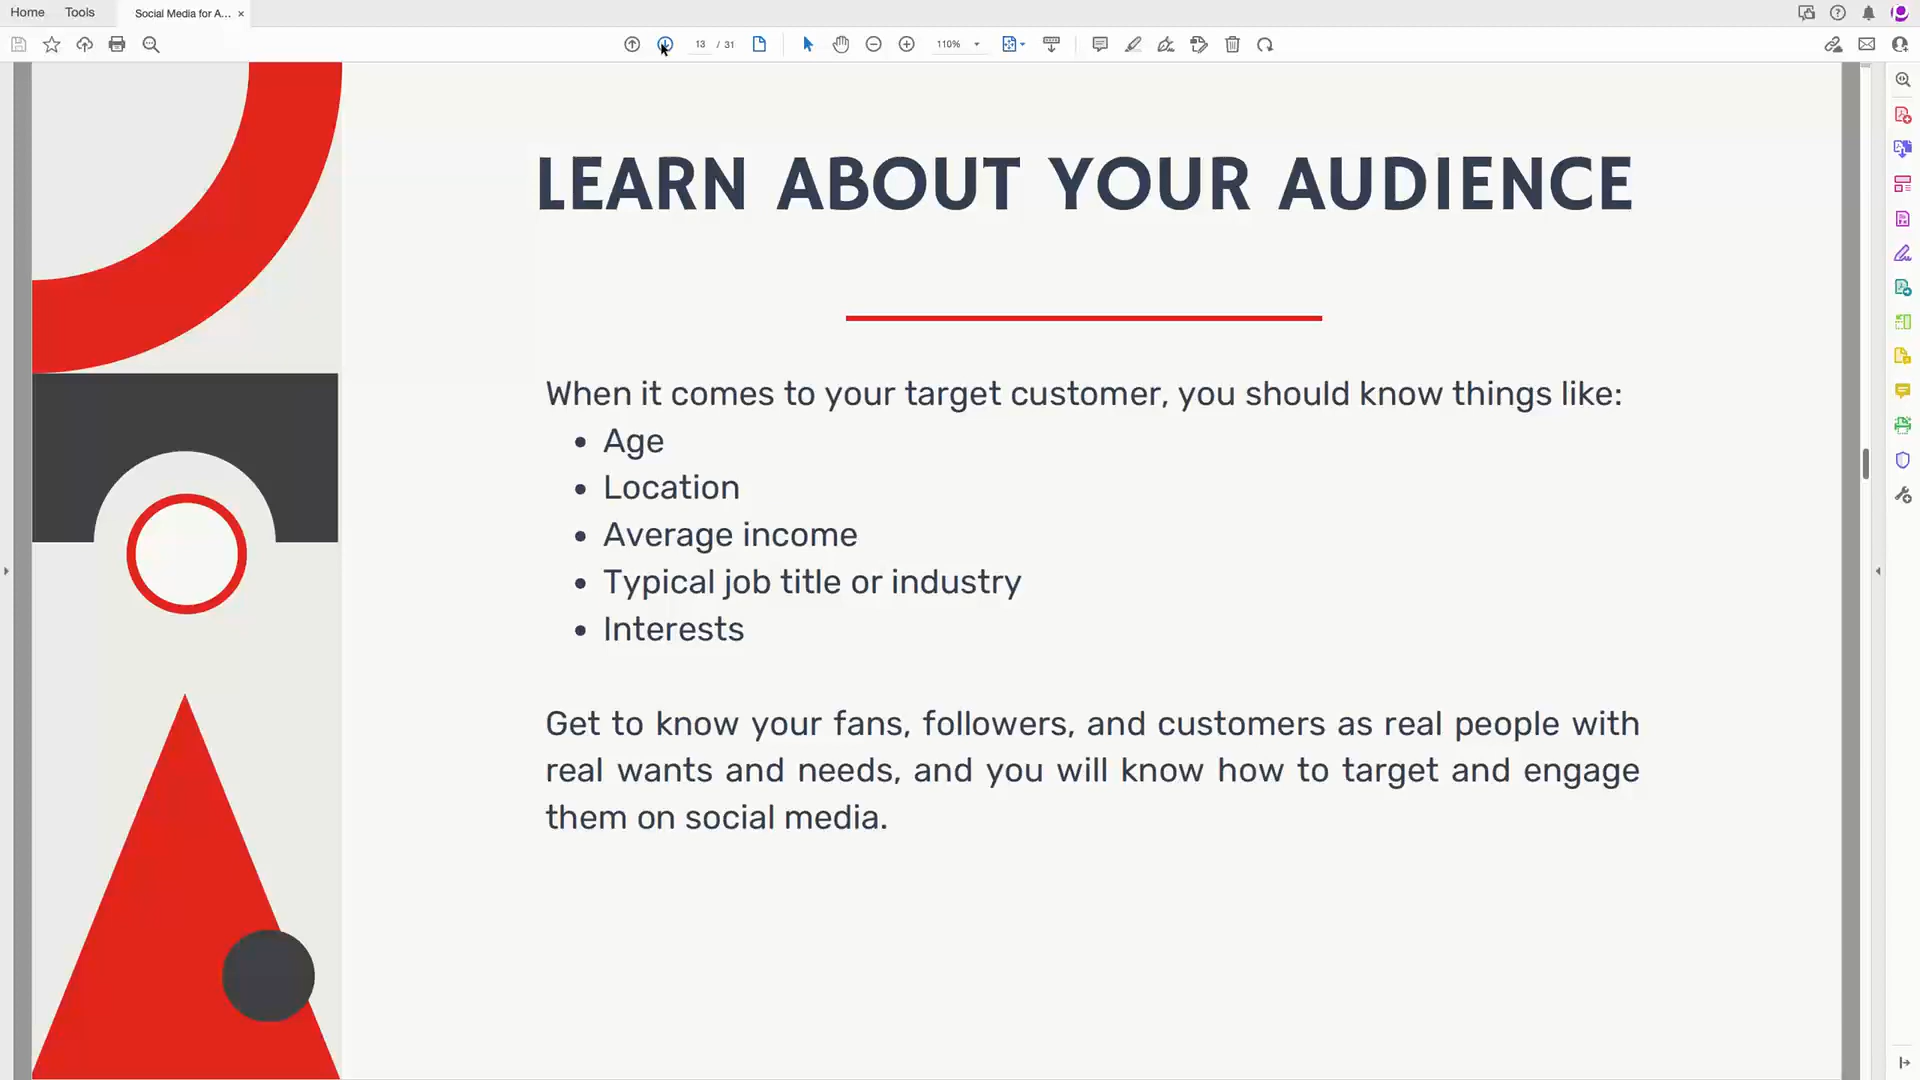 Home Tools Social Media for A... ×
13 / 31 110%
LEARN ABOUT YOUR AUDIENCE
When it comes to your target customer, you should know things like:
• Age
• Location
• Average income
• Typical job title or industry
• Interests
Get to know your fans, followers, and customers as real people with
real wants and needs, and you will know how to target and engage
them on social media.